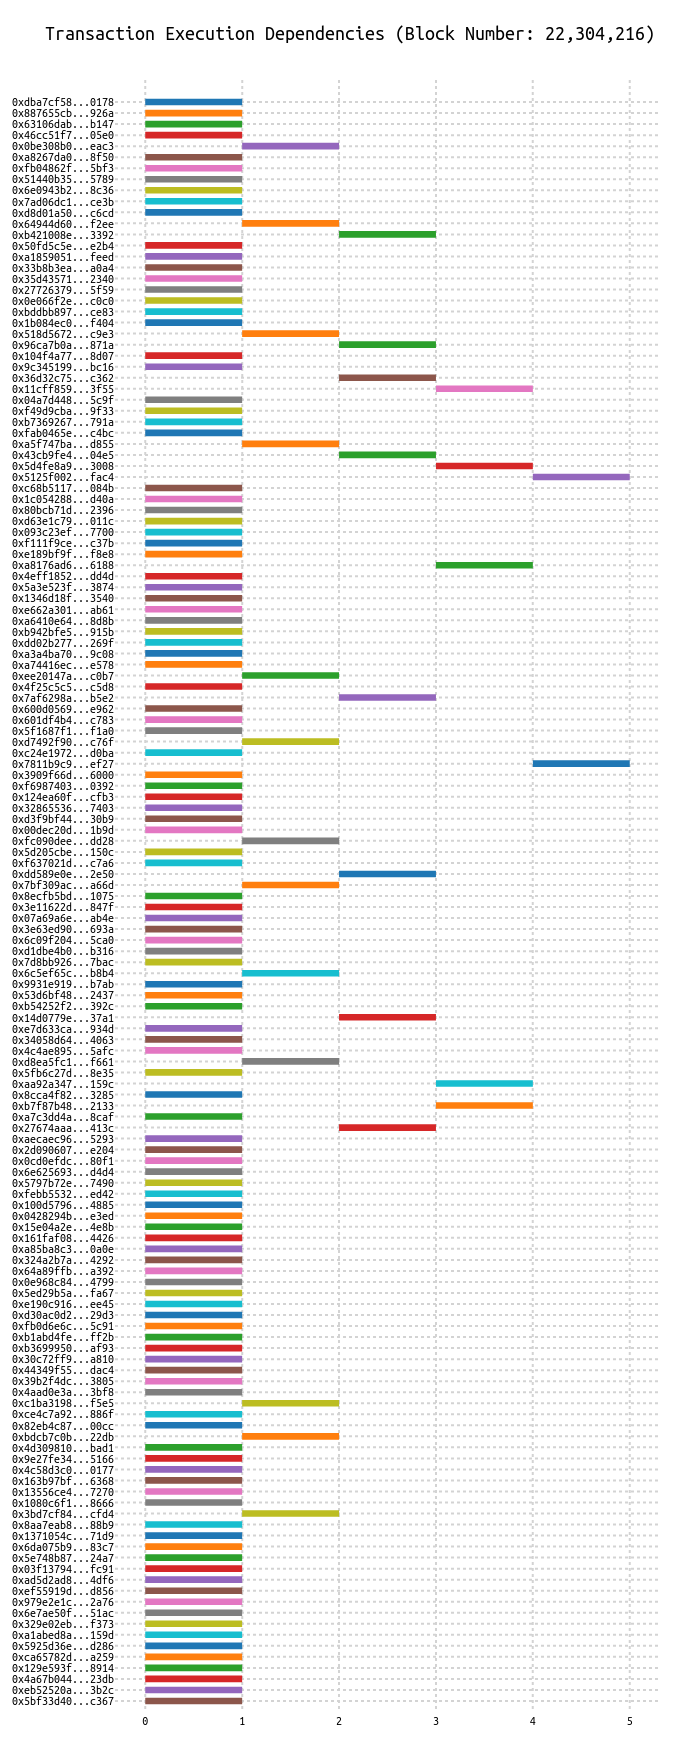 Transaction Execution Dependencies (Block Number: 22,304,216)
0xdba7cf58...0178
0x887655cb...926a
0x63106dab...b147
0x46cc51f7...05e0
0x0be308b0...eac3
0xa8267da0...8f50
0xfb04862f...5bf3
0x51440b35...5789
0x6e0943b2...8c36
0x7ad06dc1...ce3b
0xd8d01a50...c6cd
0x64944d60...f2ee
0xb421008e...3392
0x50fd5c5e...e2b4
0xa1859051...feed
0x33b8b3ea...a0a4
0x35d43571...2340
0x27726379...5f59
0x0e066f2e...c0c0
0xbddbb897...ce83
0x1b084ec0...f404
0x518d5672...c9e3
0x96ca7b0a...871a
0x104f4a77...8d07
0x9c345199...bc16
0x36d32c75...c362
0x11cff859...3f55
0x04a7d448...5c9f
0xf49d9cba...9f33
0xb7369267...791a
0xfab0465e...c4bc
0xa5f747ba...d855
0x43cb9fe4...04e5
0x5d4fe8a9...3008
0x5125f002...fac4
0xc68b5117...084b
0x1c054288...d40a
0x80bcb71d...2396
0xd63e1c79...011c
0x093c23ef...7700
0xf111f9ce...c37b
0xe189bf9f...f8e8
0xa8176ad6...6188
0x4eff1852...dd4d
0x5a3e523f...3874
0x1346d18f...3540
0xe662a301...ab61
0xa6410e64...8d8b
0xb942bfe5...915b
0xdd02b277...269f
0xa3a4ba70...9c08
0xa74416ec...e578
0xee20147a...c0b7
0x4f25c5c5...c5d8
0x7af6298a...b5e2
0x600d0569...e962
0x601df4b4...c783
0x5f1687f1...f1a0
0xd7492f90...c76f
0xc24e1972...d0ba
0x7811b9c9...ef27
0x3909f66d...6000
0xf6987403...0392
0x124ea60f...cfb3
0x32865536...7403
0xd3f9bf44...30b9
0x00dec20d...1b9d
0xfc090dee...dd28
0x5d205cbe...150c
0xf637021d...c7a6
0xdd589e0e...2e50
0x7bf309ac...a66d
0x8ecfb5bd...1075
0x3e11622d...847f
0x07a69a6e...ab4e
0x3e63ed90...693a
0x6c09f204...5ca0
0xd1dbe4b0...b316
0x7d8bb926...7bac
0x6c5ef65c...b8b4
0x9931e919...b7ab
0x53d6bf48...2437
0xb54252f2...392c
0x14d0779e...37a1
0xe7d633ca...934d
0x34058d64...4063
0x4c4ae895...5afc
0xd8ea5fc1...f661
0x5fb6c27d...8e35
0xaa92a347...159c
0x8cca4f82...3285
0xb7f87b48...2133
0xa7c3dd4a...8caf
0x27674aaa...413c
0xaecaec96...5293
0x2d090607...e204
0x0cd0efdc...80f1
0x6e625693...d4d4
0x5797b72e...7490
0xfebb5532...ed42
0x100d5796...4885
0x0428294b...e3ed
0x15e04a2e...4e8b
0x161faf08...4426
0xa85ba8c3...0a0e
0x324a2b7a...4292
0x64a89ffb...a392
0x0e968c84...4799
0x5ed29b5a...fa67
0xe190c916...ee45
0xd30ac0d2...29d3
0xfb0d6e6c...5c91
0xb1abd4fe...ff2b
0xb3699950...af93
0x30c72ff9...a810
0x44349f55...dac4
0x39b2f4dc...3805
0x4aad0e3a...3bf8
0xc1ba3198...f5e5
0xce4c7a92...886f
0x82eb4c87...00cc
0xbdcb7c0b...22db
0x4d309810...bad1
0x9e27fe34...5166
0x4c58d3c0...0177
0x163b97bf...6368
0x13556ce4...7270
0x1080c6f1...8666
0x3bd7cf84...cfd4
0x8aa7eab8...88b9
0x1371054c...71d9
0x6da075b9...83c7
0x5e748b87...24a7
0x03f13794...fc91
0xad5d2ad8...4df6
0xef55919d...d856
0x979e2e1c...2a76
0x6e7ae50f...51ac
0x329e02eb...f373
0xa1abed8a...159d
0x5925d36e...d286
0xca65782d...a259
0x129e593f...8914
0x4a67b044...23db
0xeb52520a...3b2c
0x5bf33d40...c367
0 1 2 3 4 5